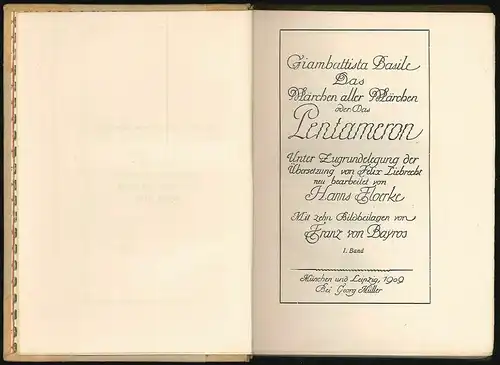 Giambattista Basile
Das
Märchen aller Märchen
oder Das
Pentameron
Unter Zugrundelegung der
Übersetzung von Felix Liebrecht
neu bearbeitet von
Hanns Floerke
Mit zehn Bildbeilagen von
Franz von Bayros
1. Band
München und Leipzig, 1909
Bei Georg Müller